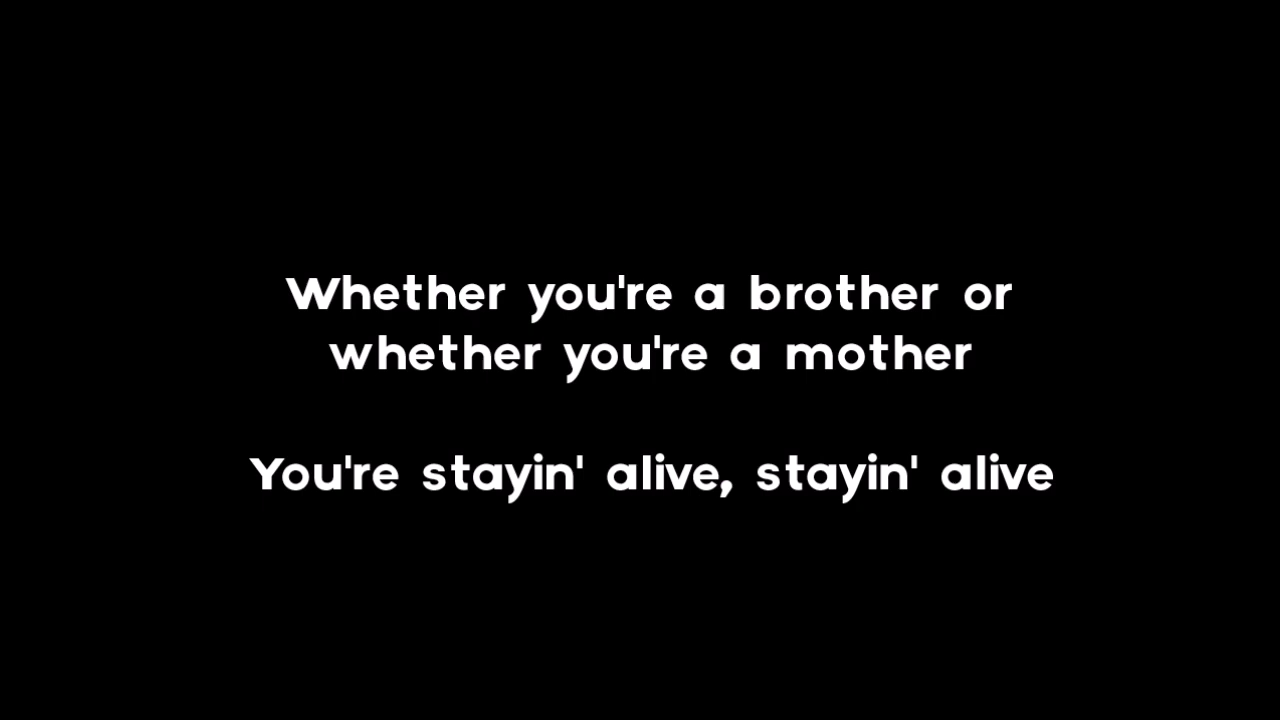 Whether you're a brother or
whether you're a mother
You're stayin' alive, stayin' alive